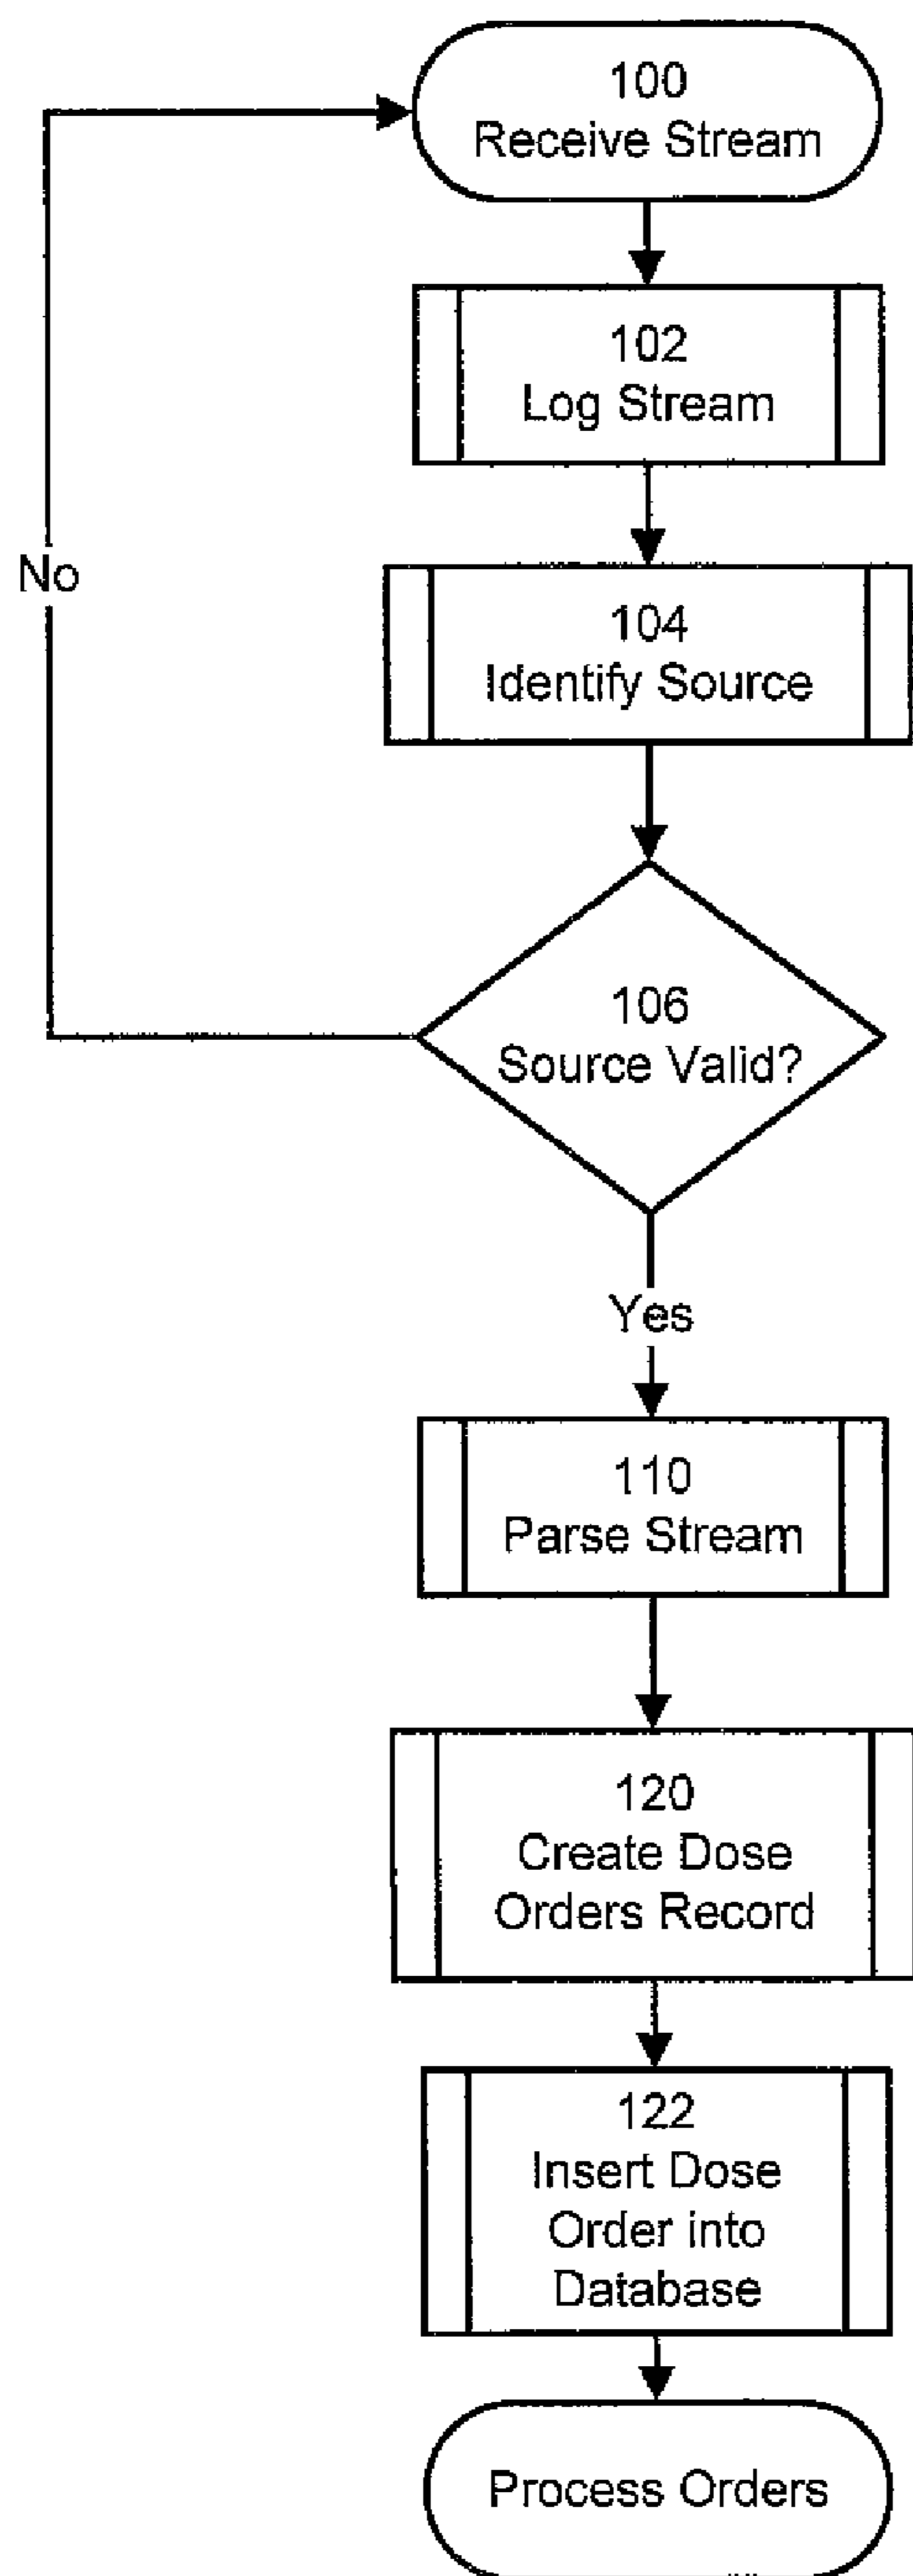 100
Receive Stream
102
Log Stream
No
104
Identify Source
106
Source Valid?
Yes
110
Parse Stream
120
Create Dose
Orders Record
122
Insert Dose
Order into
Database
Process Orders